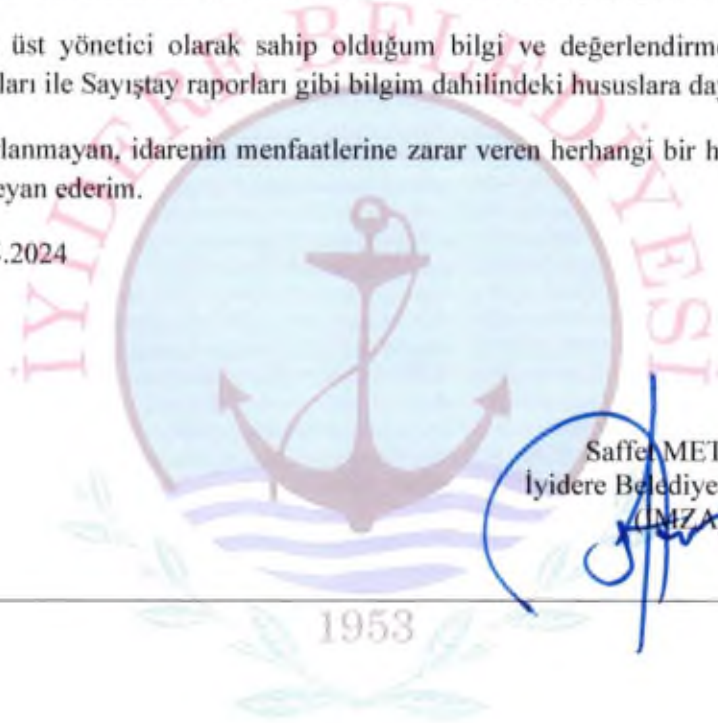 üst yönetici olarak sahip olduğum bilgi ve değerlendirme
ları ile Sayıştay raporları gibi bilgim dahilindeki hususlara da
lanmayan, idarenin menfaatlerine zarar veren herhangi bir h
eyan ederim.
.2024
İYİDERE BELEDİYESİ
Saffet MET
İyidere Belediye
(İMZA
1953